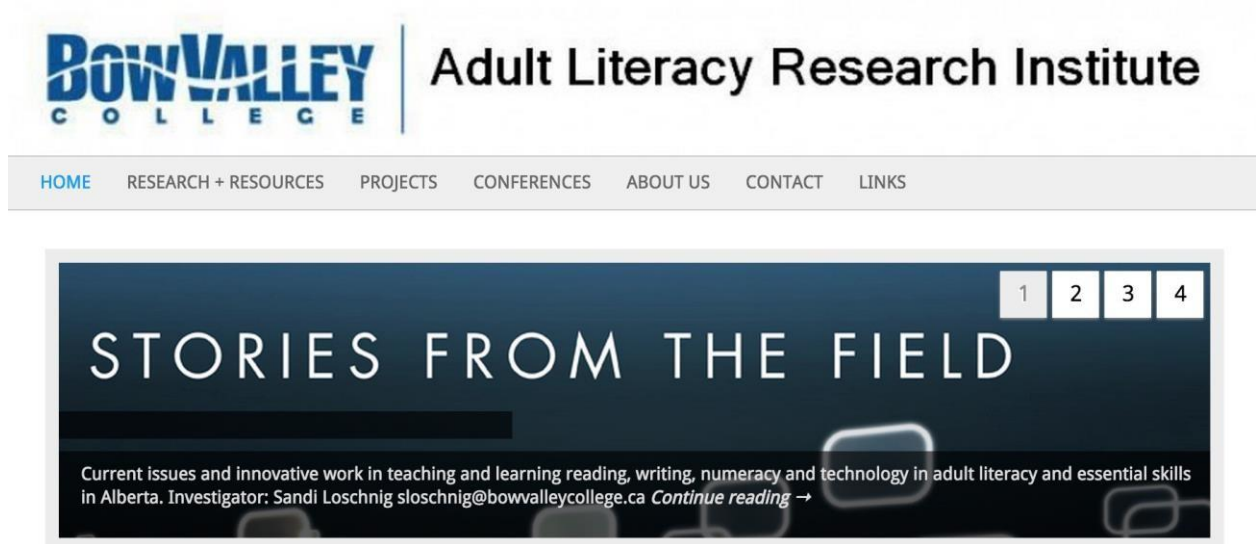 BOWVALLEY
COLLEGE
Adult Literacy Research Institute
HOME RESEARCH + RESOURCES PROJECTS CONFERENCES ABOUT US CONTACT LINKS
1 2 3 4
STORIES FROM THE FIELD
Current issues and innovative work in teaching and learning reading, writing, numeracy and technology in adult literacy and essential skills
in Alberta. Investigator: Sandi Loschnig sloschnig@bowvalleycollege.ca Continue reading →